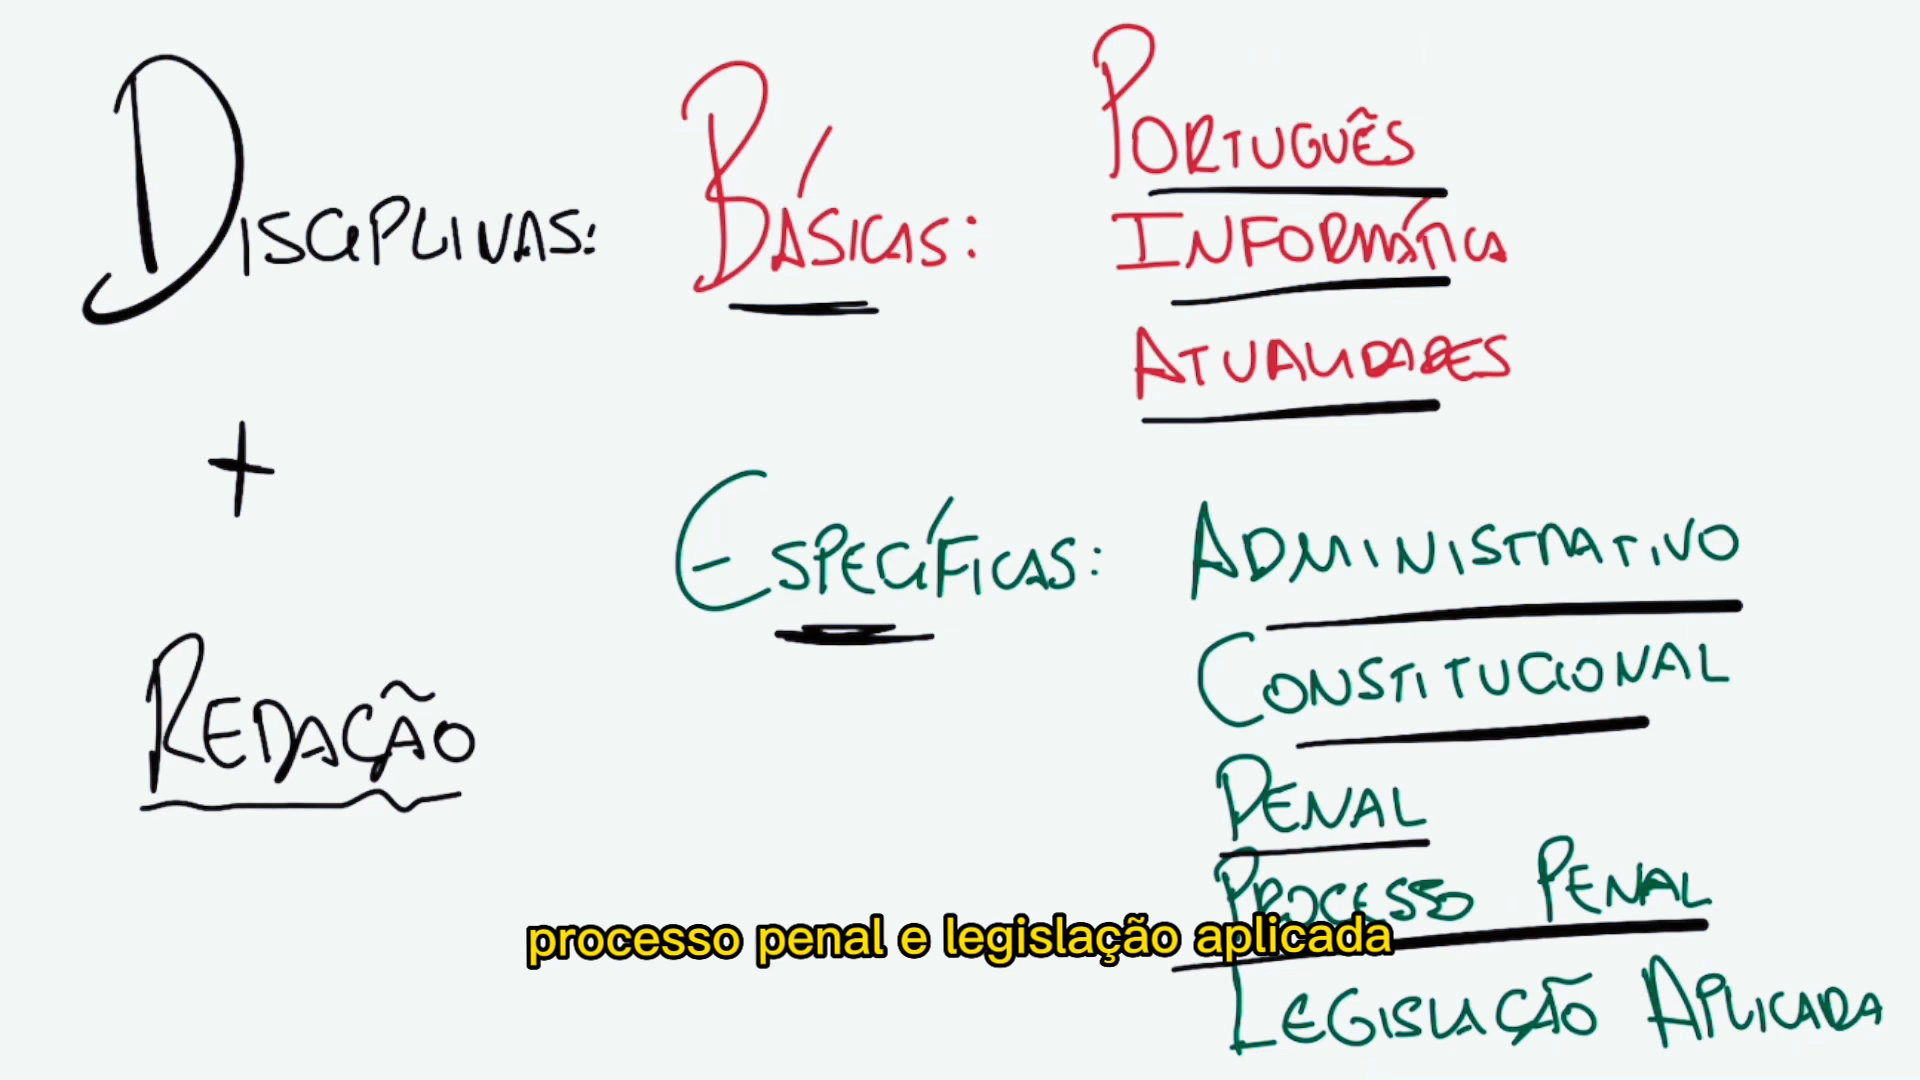 DISCIPLINAS:
BÁSICAS:
PORTUGUÊS
INFORMÁTICA
ATUALIDADES
+
ESPECÍFICAS:
ADMINISTRATIVO
CONSTITUCIONAL
PENAL
PROCESSO PENAL
LEGISLAÇÃO APLICADA
REDAÇÃO
processo penal e legislação aplicada